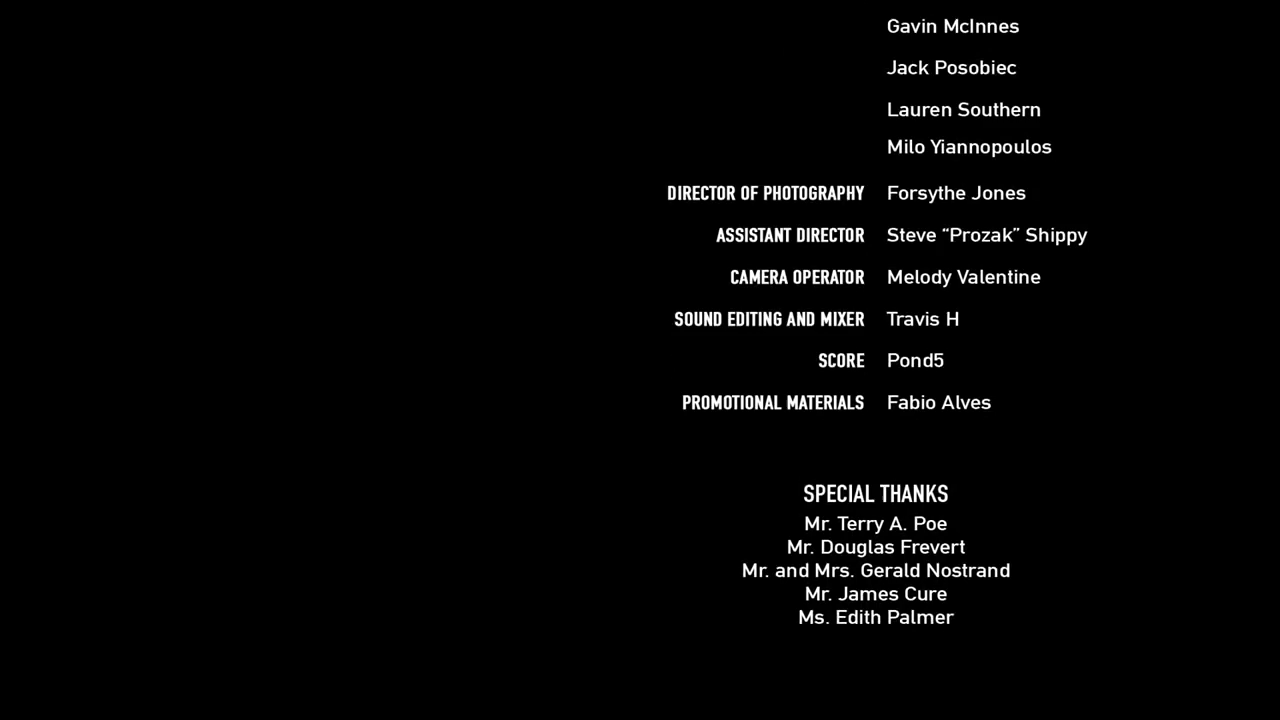 Gavin McInnes
Jack Posobiec
Lauren Southern
Milo Yiannopoulos
DIRECTOR OF PHOTOGRAPHY Forsythe Jones
ASSISTANT DIRECTOR Steve “Prozak” Shippy
CAMERA OPERATOR Melody Valentine
SOUND EDITING AND MIXER Travis H
SCORE Pond5
PROMOTIONAL MATERIALS Fabio Alves
SPECIAL THANKS
Mr. Terry A. Poe
Mr. Douglas Frevert
Mr. and Mrs. Gerald Nostrand
Mr. James Cure
Ms. Edith Palmer